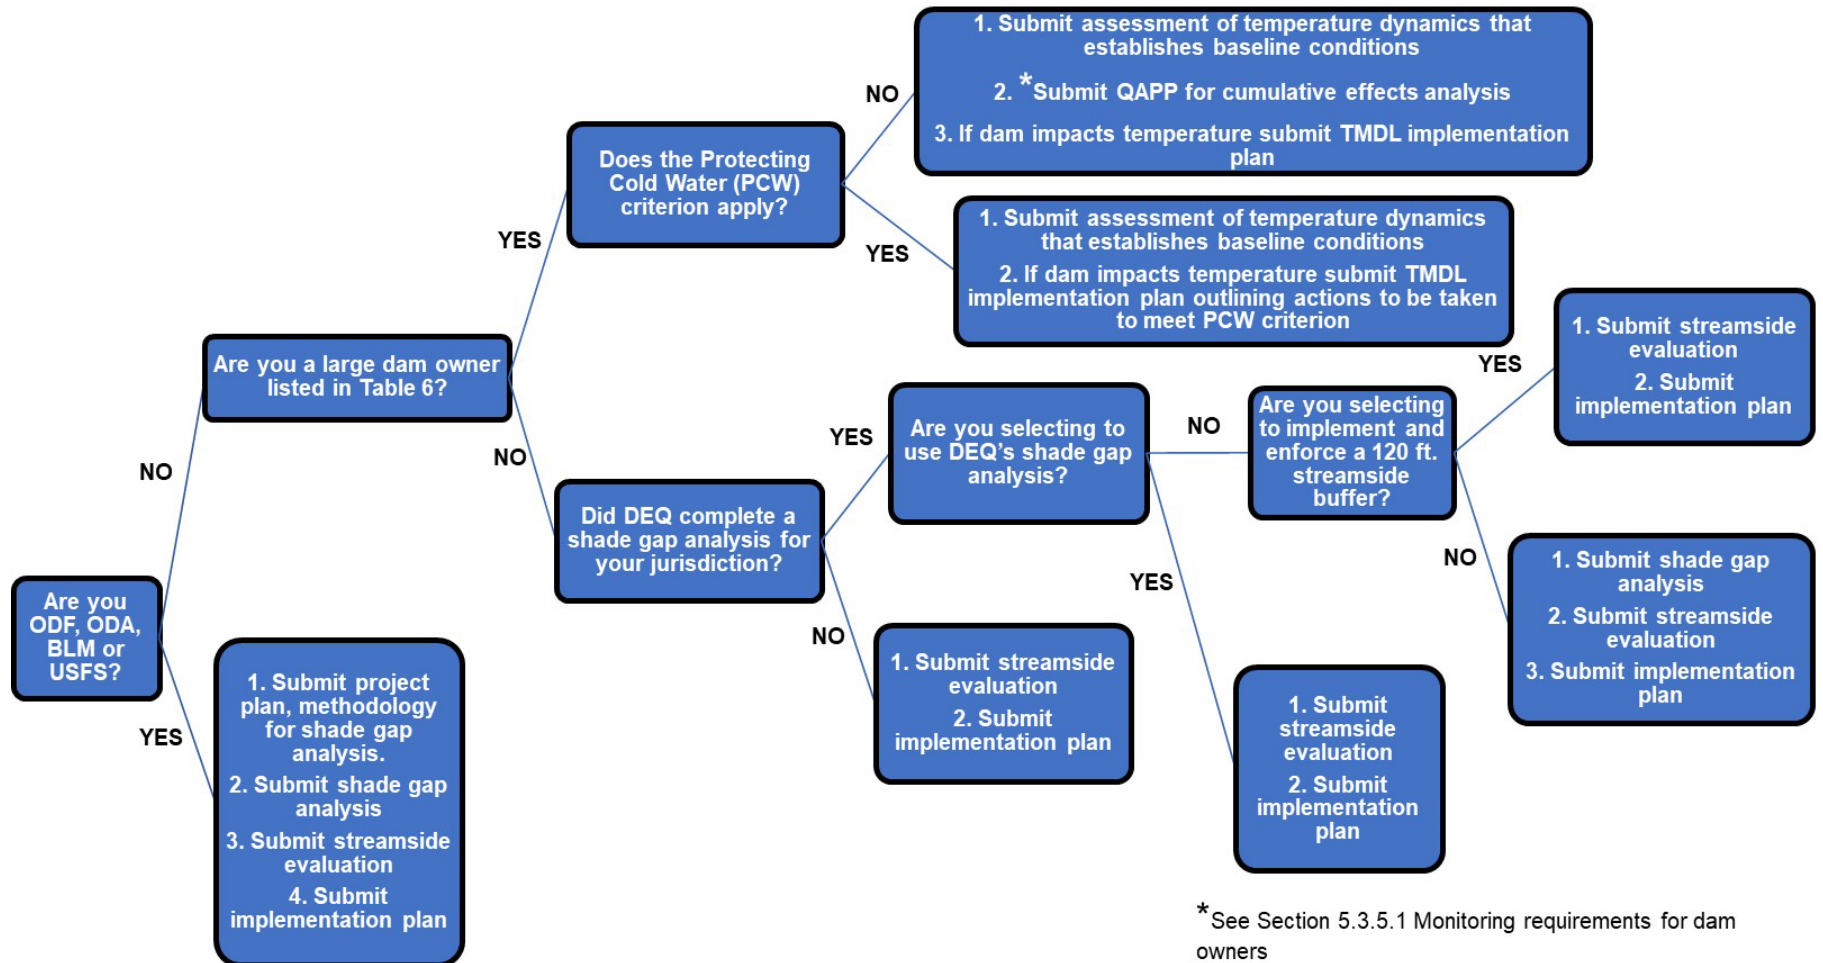 Are you
ODF, ODA,
BLM or
USFS?
NO
YES
1. Submit project
plan, methodology
for shade gap
analysis.
2. Submit shade gap
analysis
3. Submit streamside
evaluation
4. Submit
implementation plan
Are you a large dam owner
listed in Table 6?
YES
NO
Does the Protecting
Cold Water (PCW)
criterion apply?
NO
YES
1. Submit assessment of temperature dynamics that
establishes baseline conditions
2. *Submit QAPP for cumulative effects analysis
3. If dam impacts temperature submit TMDL implementation
plan
1. Submit assessment of temperature dynamics
that establishes baseline conditions
2. If dam impacts temperature submit TMDL
implementation plan outlining actions to be taken
to meet PCW criterion
Did DEQ complete a
shade gap analysis for
your jurisdiction?
YES
NO
1. Submit streamside
evaluation
2. Submit
implementation plan
Are you selecting to
use DEQ’s shade gap
analysis?
NO
YES
1. Submit
streamside
evaluation
2. Submit
implementation
plan
Are you selecting
to implement and
enforce a 120 ft.
streamside
buffer?
YES
NO
1. Submit streamside
evaluation
2. Submit
implementation plan
1. Submit shade gap
analysis
2. Submit streamside
evaluation
3. Submit implementation
plan
*See Section 5.3.5.1 Monitoring requirements for dam
owners